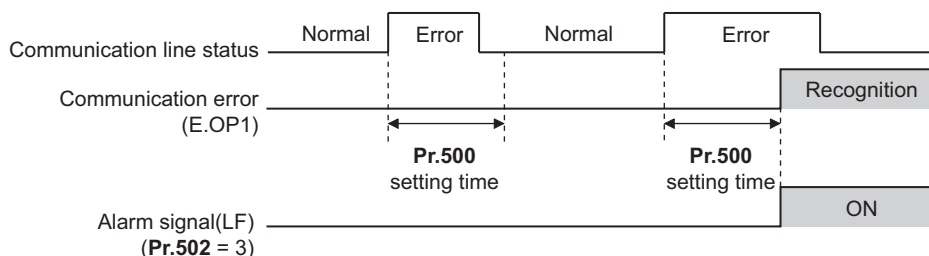 Normal Error Normal Error
Communication line status
Communication error
(E.OP1)
Recognition
Pr.500
setting time
Pr.500
setting time
Alarm signal(LF)
(Pr.502 = 3)
ON